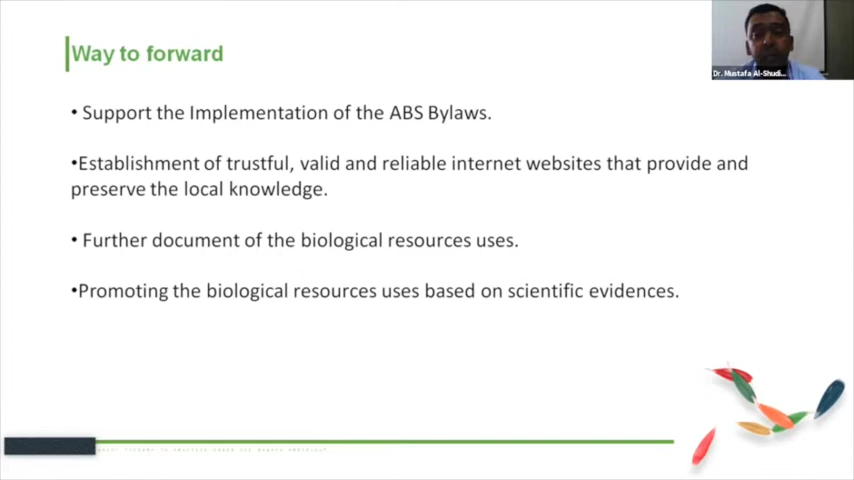 Way to forward
Dr. Mustafa Al-Shudi...
• Support the Implementation of the ABS Bylaws.
•Establishment of trustful, valid and reliable internet websites that provide and
preserve the local knowledge.
• Further document of the biological resources uses.
•Promoting the biological resources uses based on scientific evidences.